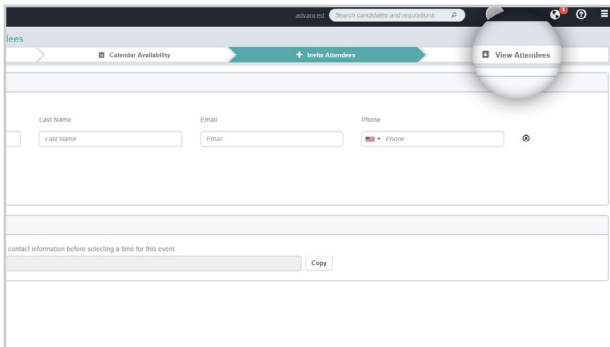 advanced Search candidates and requisitions 1
lees
Calendar Availability Invite Attendees View Attendees
Last Name Email Phone
Last Name Email Phone
contact information before selecting a time for this event.
Copy